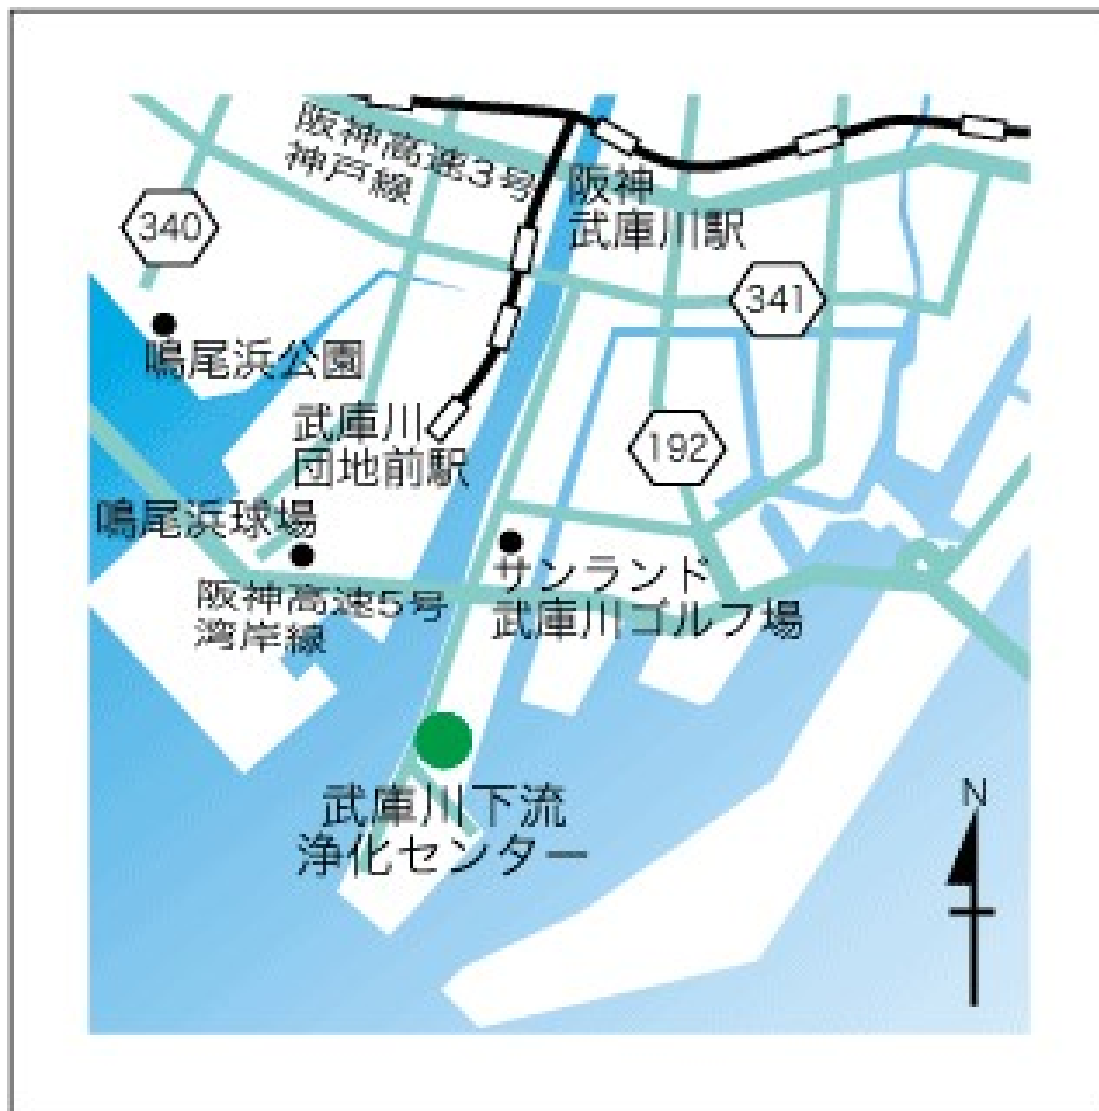 阪神高速3号
神戸線
阪神
武庫川駅
340
341
鳴尾浜公園
武庫川
団地前駅
192
鳴尾浜球場
サンランド
武庫川ゴルフ場
阪神高速5号
湾岸線
武庫川下流
浄化センター
N